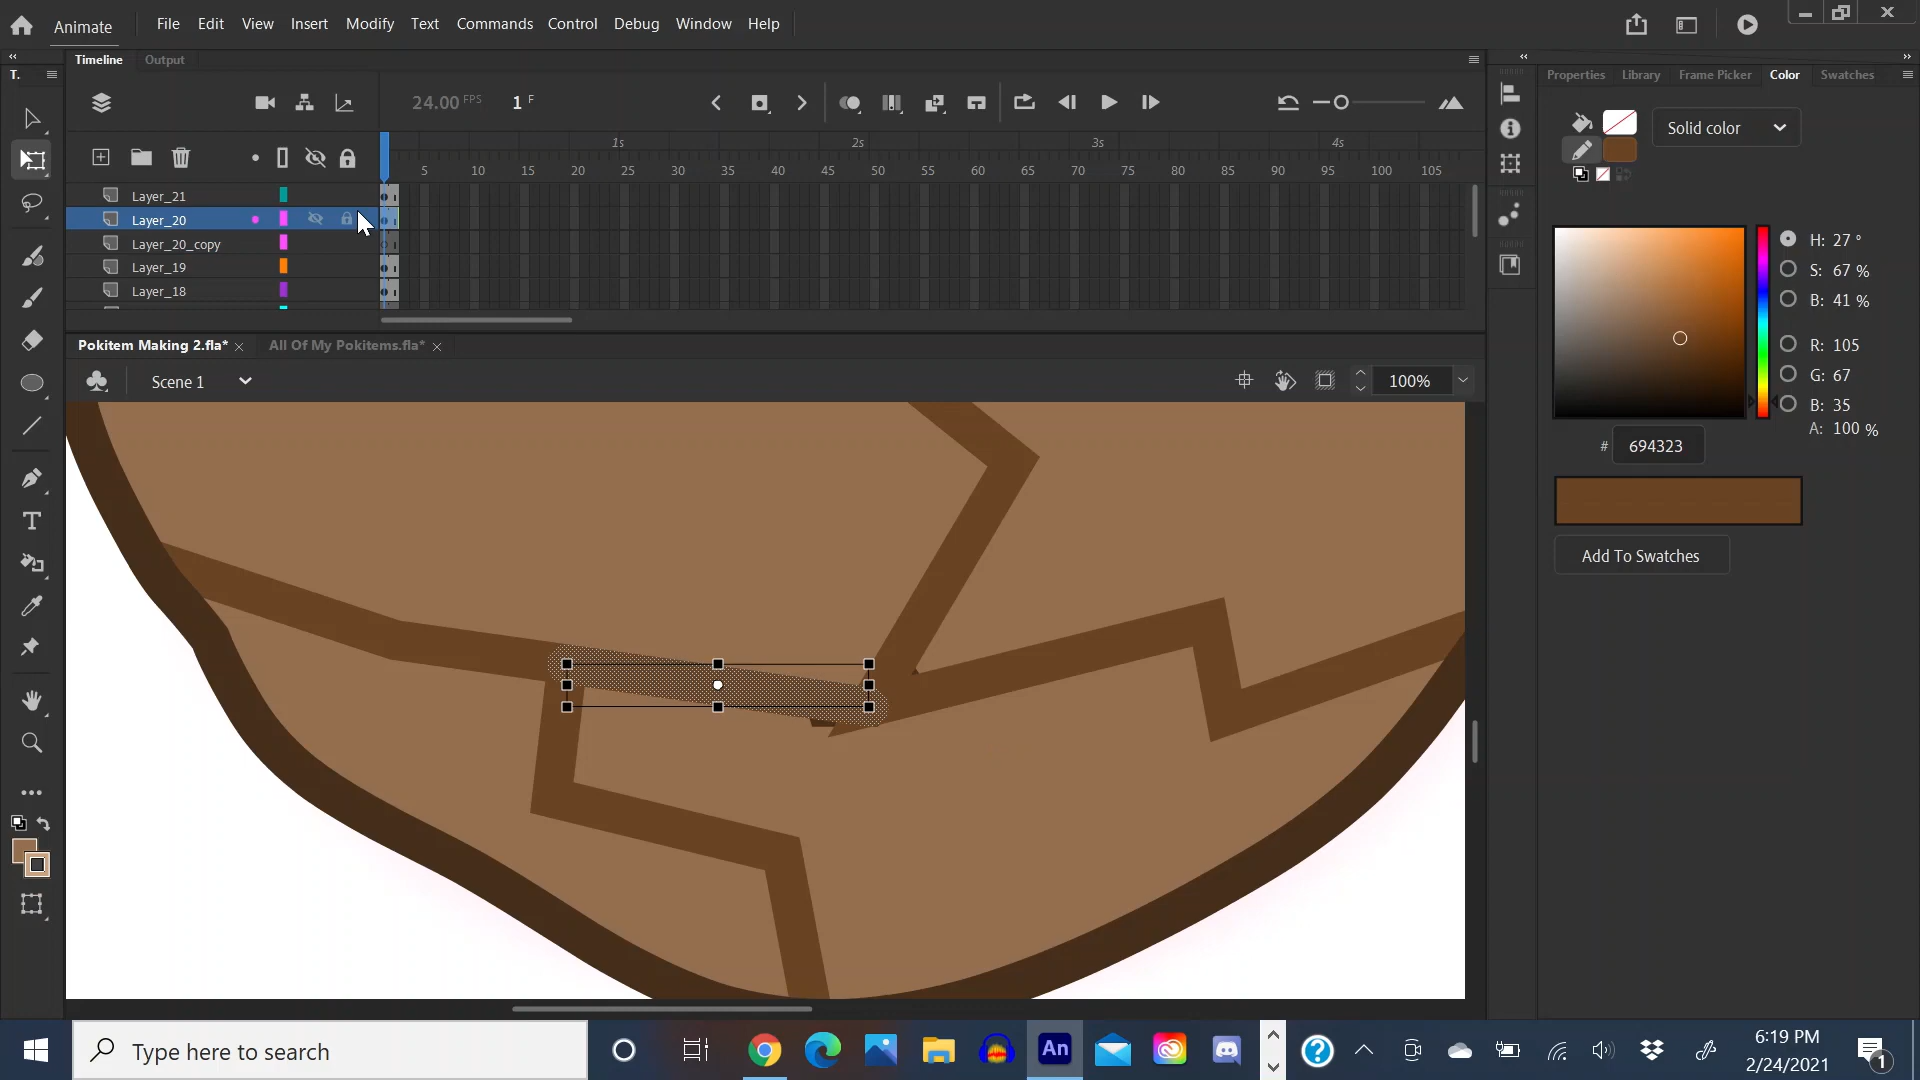 Animate File Edit View Insert Modify Text Commands Control Debug Window Help
Timeline Output
T. Properties Library Frame Picker Color Swatches
24.00 FPS 1 F
Solid color
1s 2s 3s 4s
5 10 15 20 25 30 35 40 45 50 55 60 65 70 75 80 85 90 95 100 105
Layer_21
Layer_20
Layer_20_copy
Layer_19
Layer_18
H: 27 °
S: 67 %
B: 41 %
R: 105
G: 67
B: 35
A: 100 %
# 694323
Add To Swatches
Pokitem Making 2.fla* All Of My Pokitems.fla*
Scene 1 100%
T
Type here to search
An
6:19 PM
2/24/2021
1